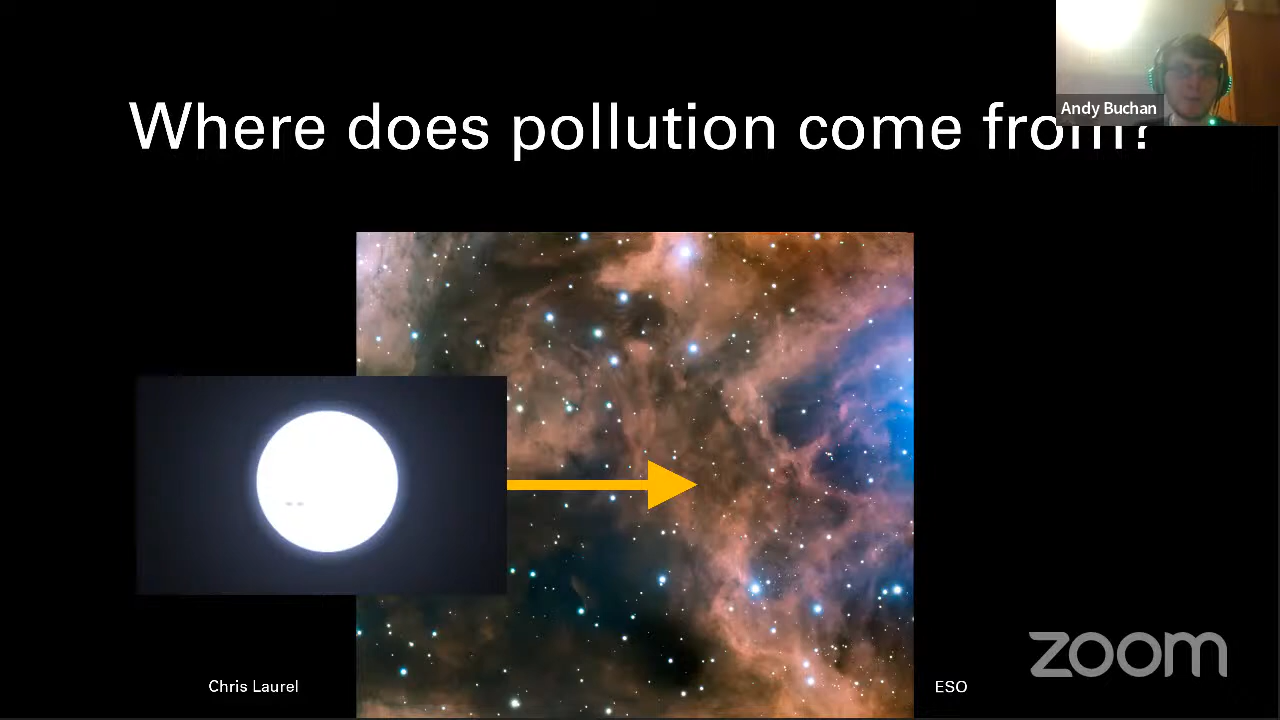 Where does pollution come from?
Andy Buchan
zoom
Chris Laurel
ESO